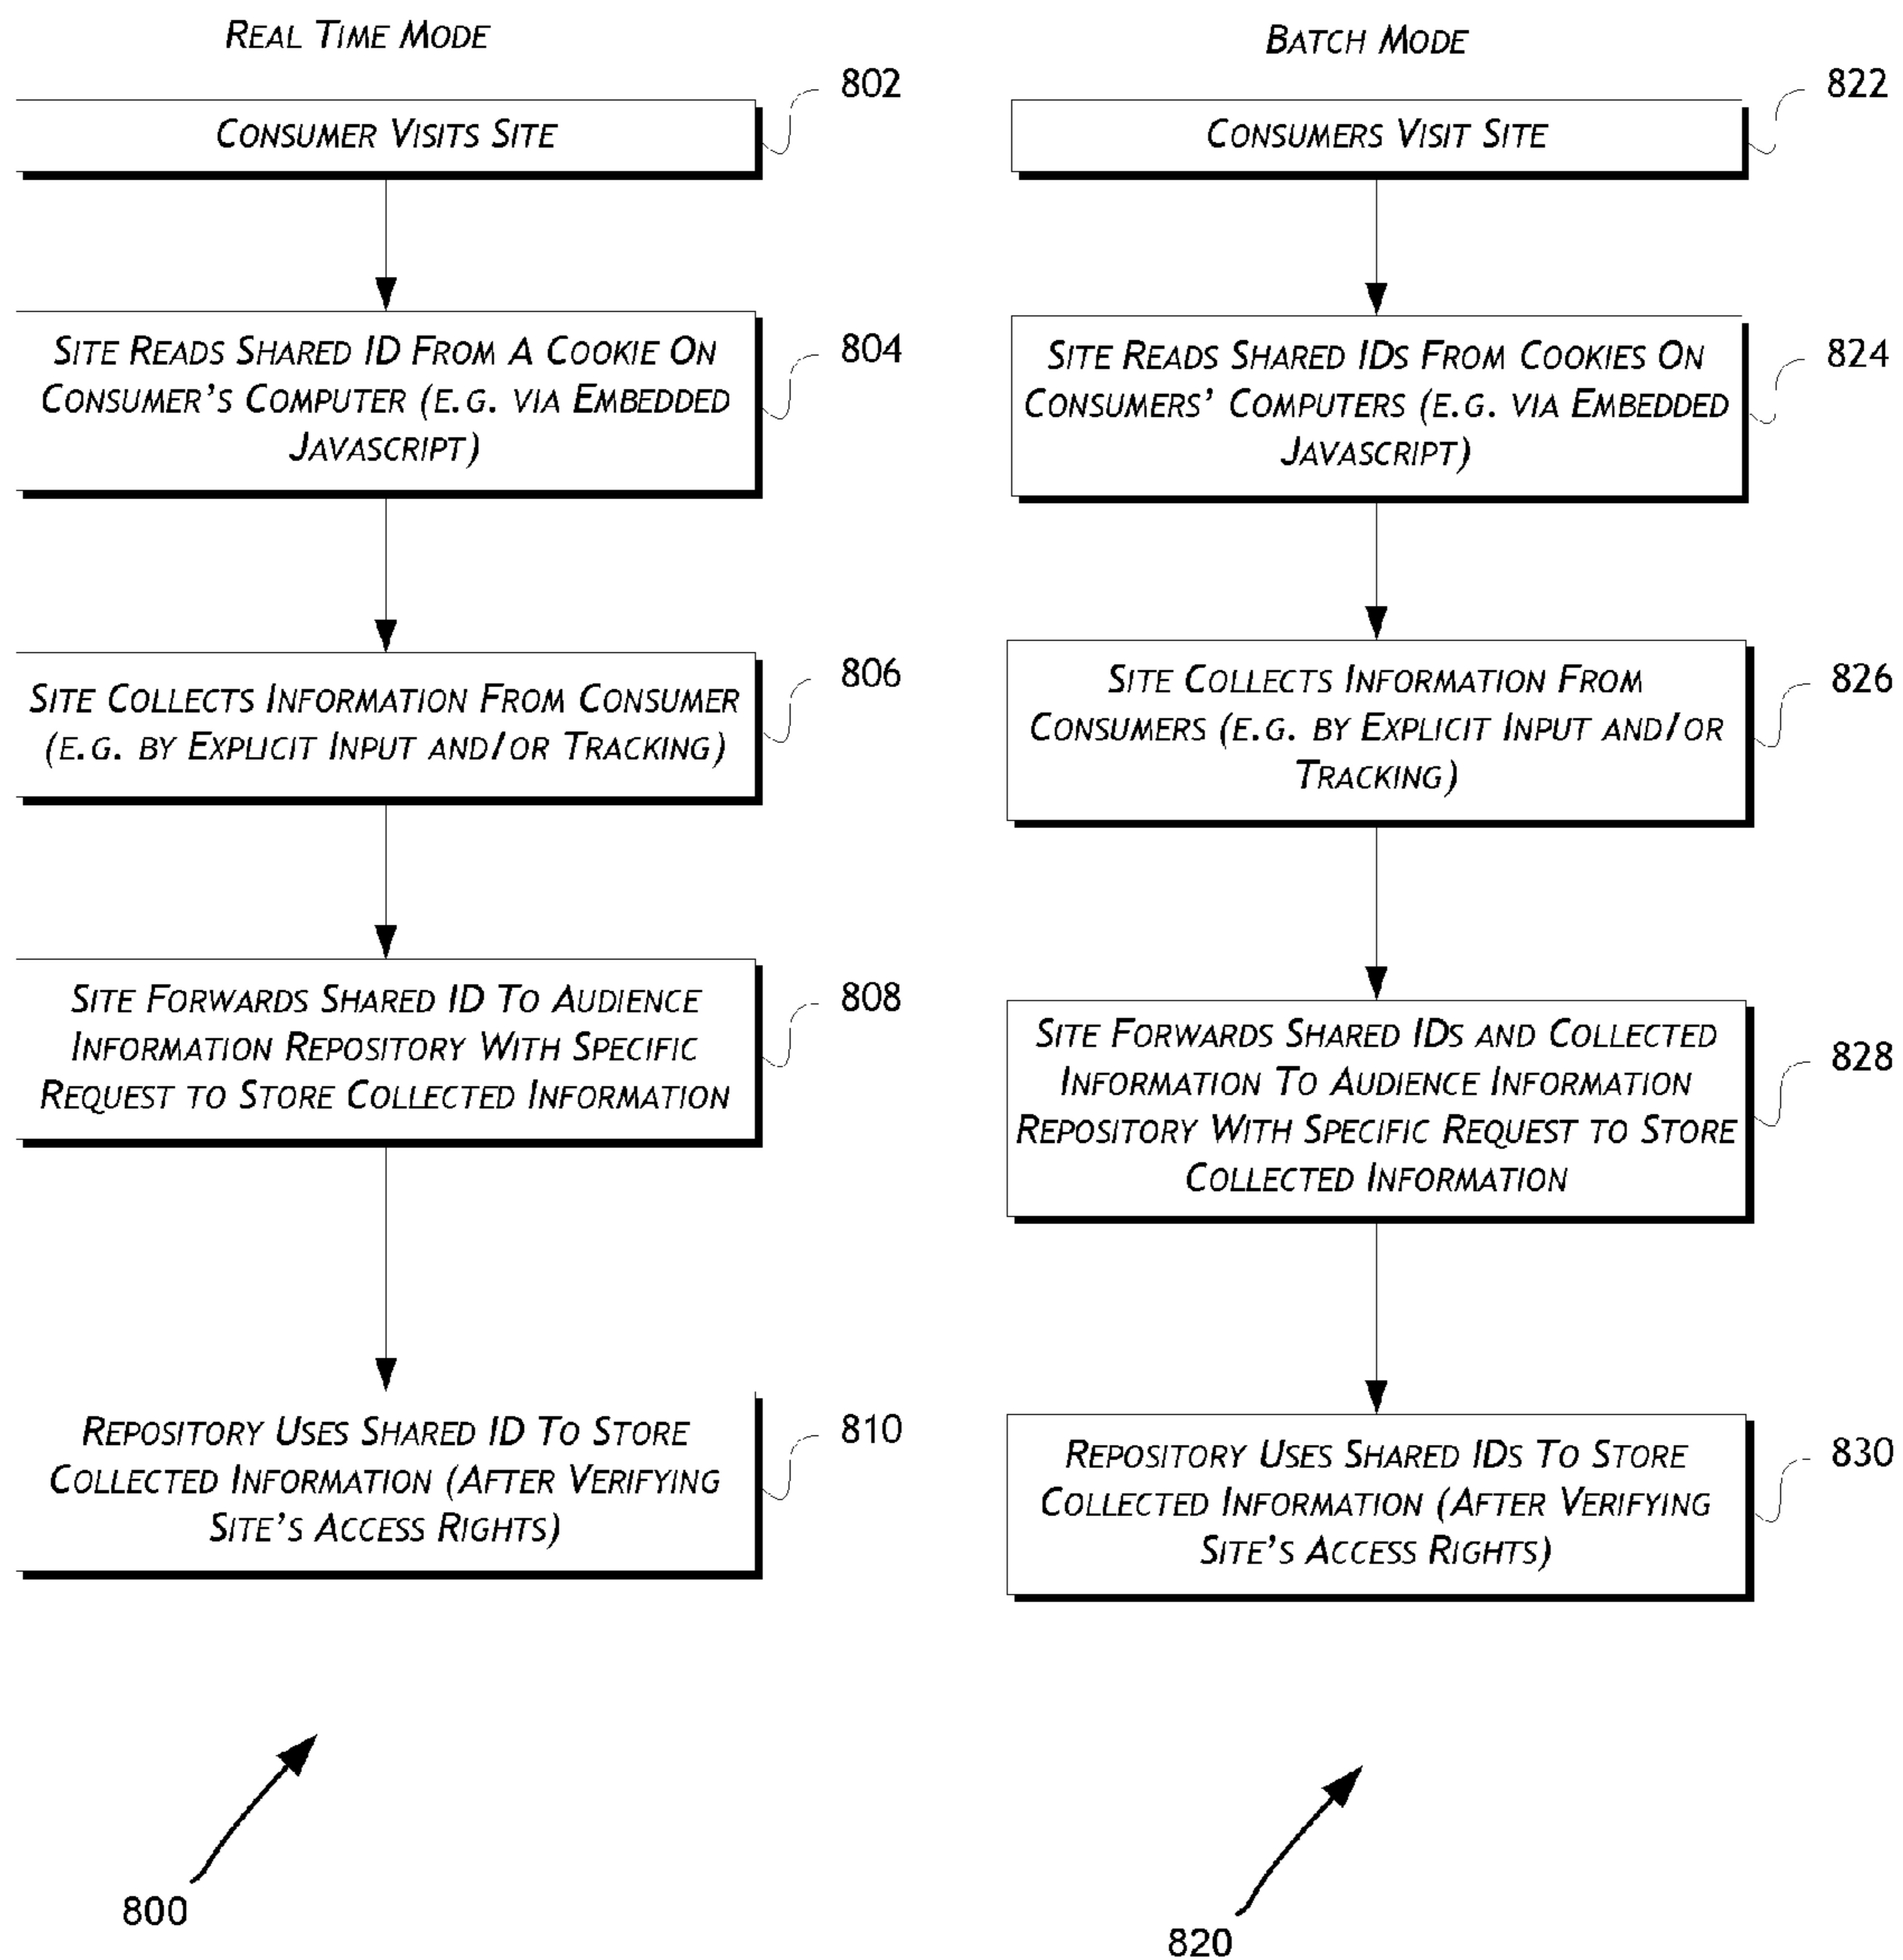 REAL TIME MODE
CONSUMER VISITS SITE
802
SITE READS SHARED ID FROM A COOKIE ON
CONSUMER'S COMPUTER (E.G. VIA EMBEDDED
JAVASCRIPT)
804
SITE COLLECTS INFORMATION FROM CONSUMER
(E.G. BY EXPLICIT INPUT AND/OR TRACKING)
806
SITE FORWARDS SHARED ID TO AUDIENCE
INFORMATION REPOSITORY WITH SPECIFIC
REQUEST TO STORE COLLECTED INFORMATION
808
REPOSITORY USES SHARED ID TO STORE
COLLECTED INFORMATION (AFTER VERIFYING
SITE'S ACCESS RIGHTS)
810
800
BATCH MODE
CONSUMERS VISIT SITE
822
SITE READS SHARED IDS FROM COOKIES ON
CONSUMERS' COMPUTERS (E.G. VIA EMBEDDED
JAVASCRIPT)
824
SITE COLLECTS INFORMATION FROM
CONSUMERS (E.G. BY EXPLICIT INPUT AND/OR
TRACKING)
826
SITE FORWARDS SHARED IDS AND COLLECTED
INFORMATION TO AUDIENCE INFORMATION
REPOSITORY WITH SPECIFIC REQUEST TO STORE
COLLECTED INFORMATION
828
REPOSITORY USES SHARED IDS TO STORE
COLLECTED INFORMATION (AFTER VERIFYING
SITE'S ACCESS RIGHTS)
830
820